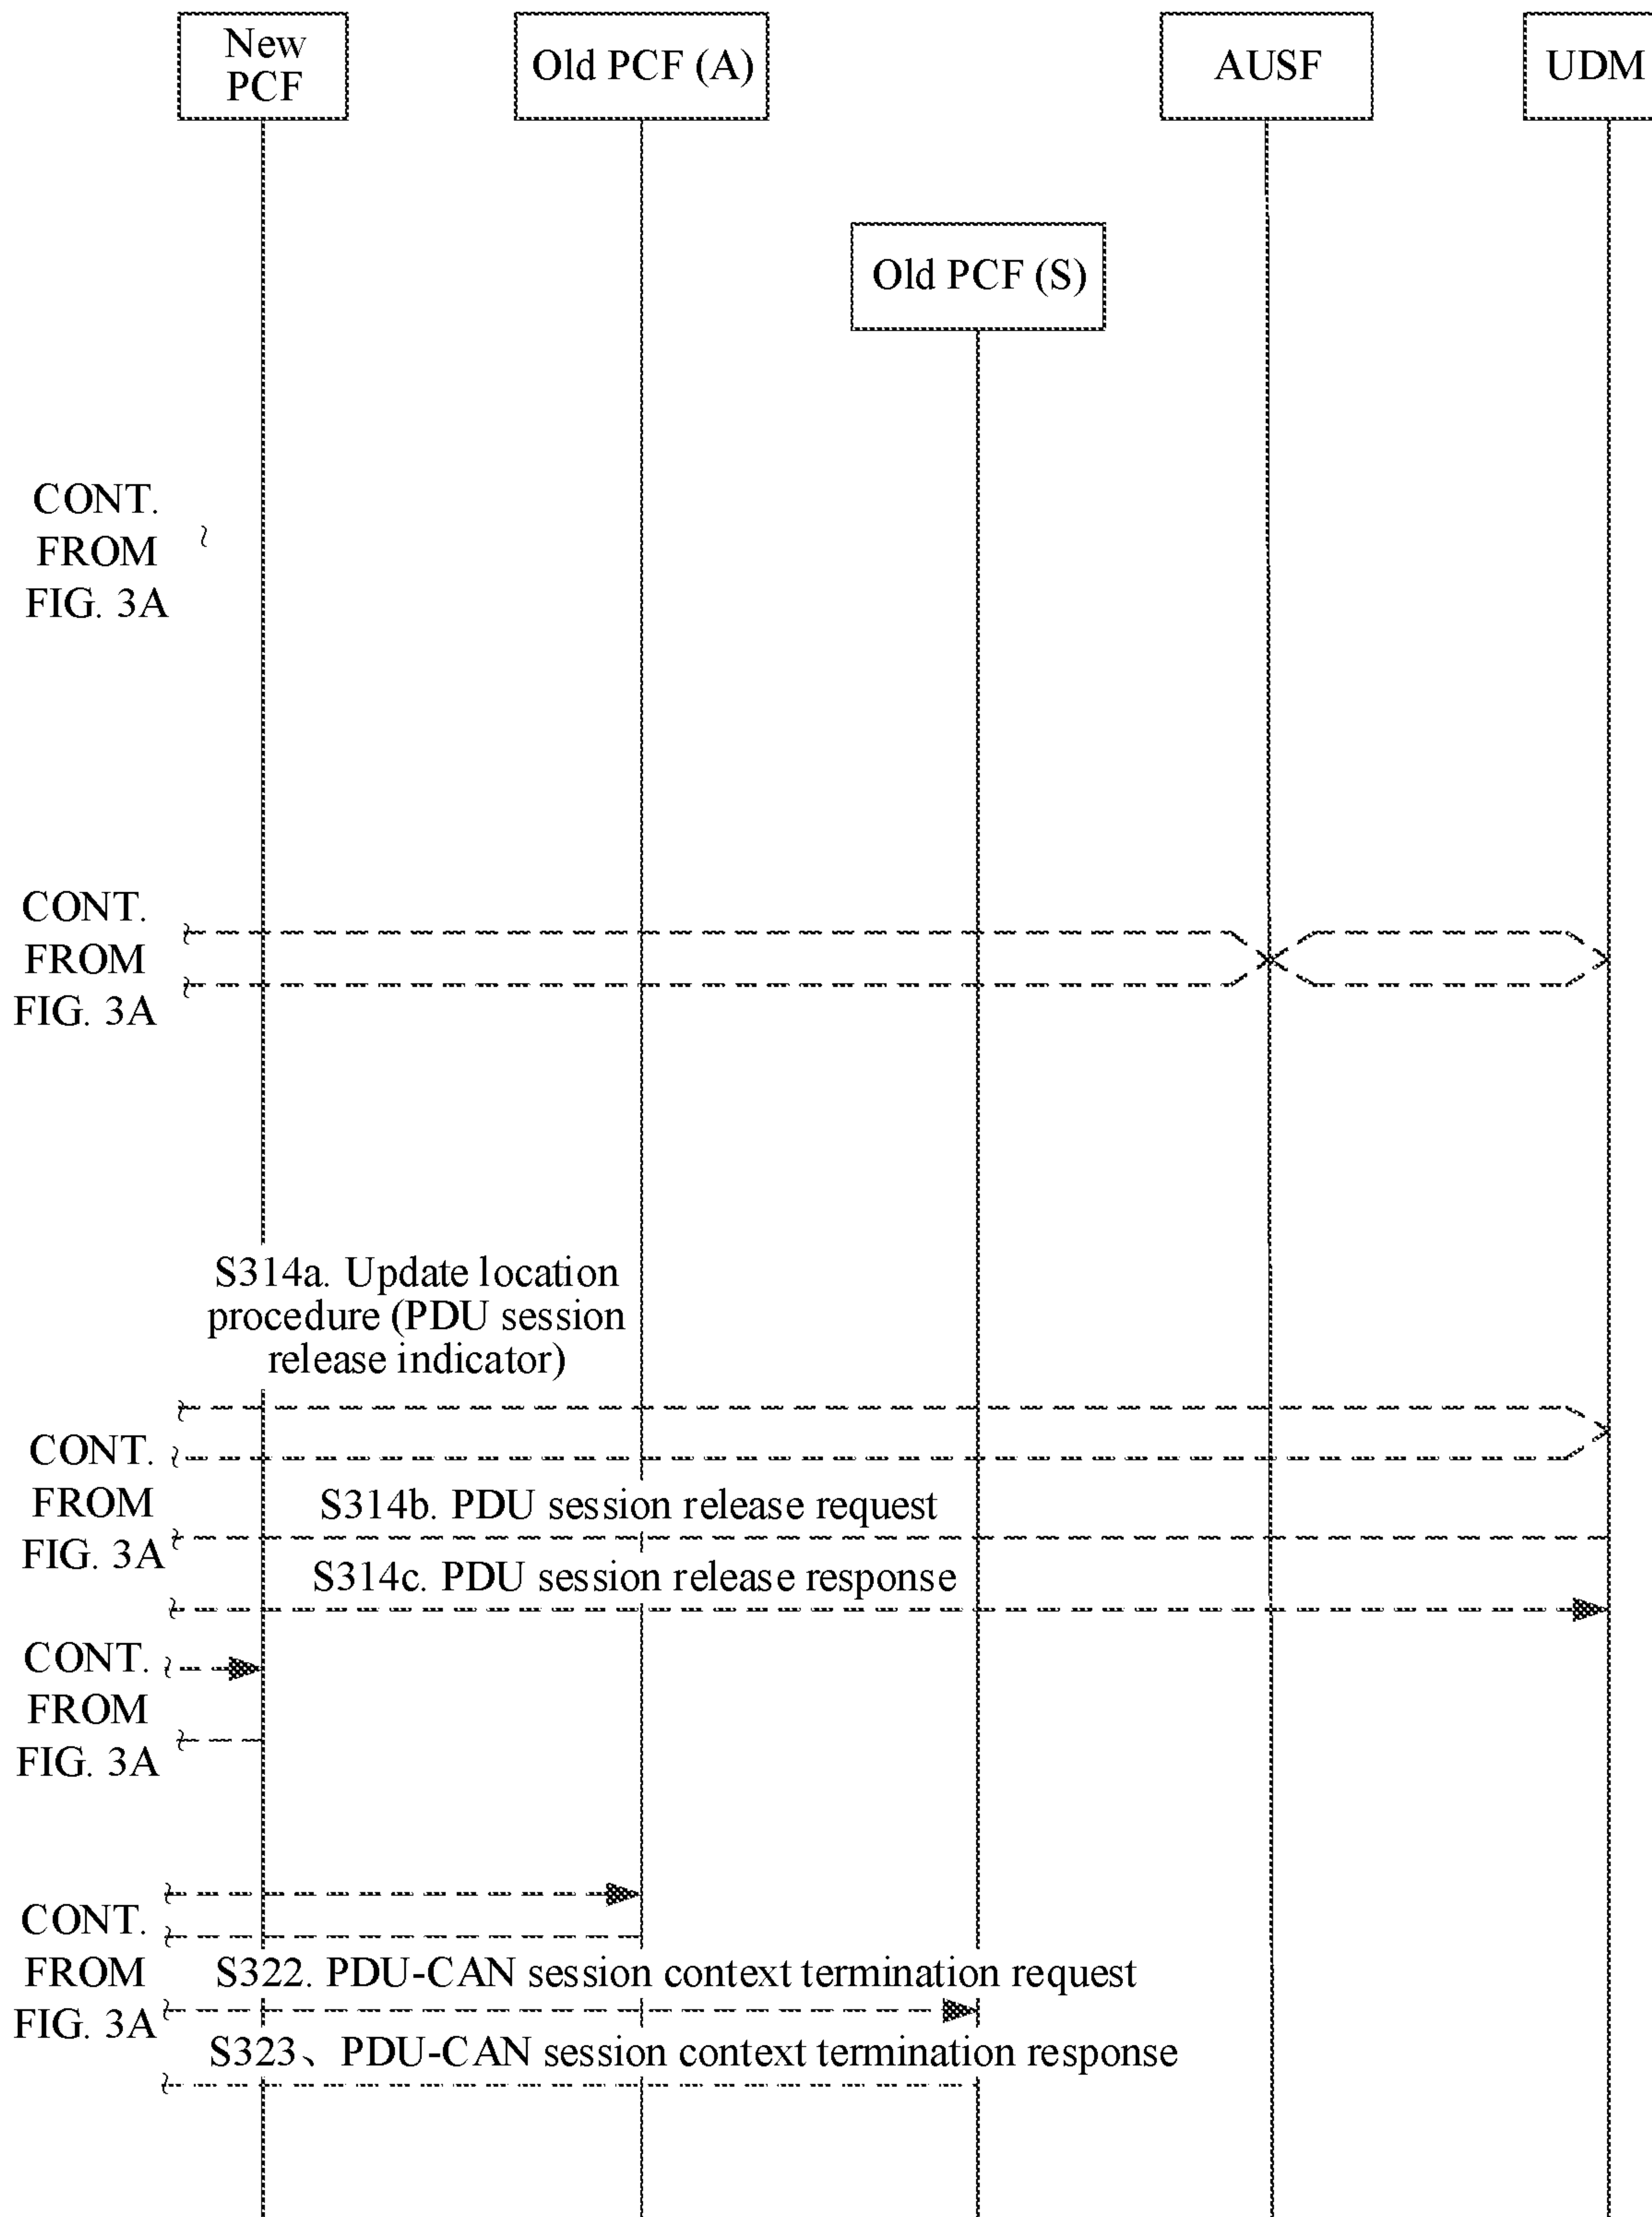 New
PCF
Old PCF (A)
AUSF
UDM
Old PCF (S)
CONT.
FROM
FIG. 3A
CONT.
FROM
FIG. 3A
S314a. Update location
procedure (PDU session
release indicator)
CONT.
FROM
FIG. 3A
S314b. PDU session release request
S314c. PDU session release response
CONT.
FROM
FIG. 3A
CONT.
FROM
FIG. 3A
S322. PDU-CAN session context termination request
S323、PDU-CAN session context termination response